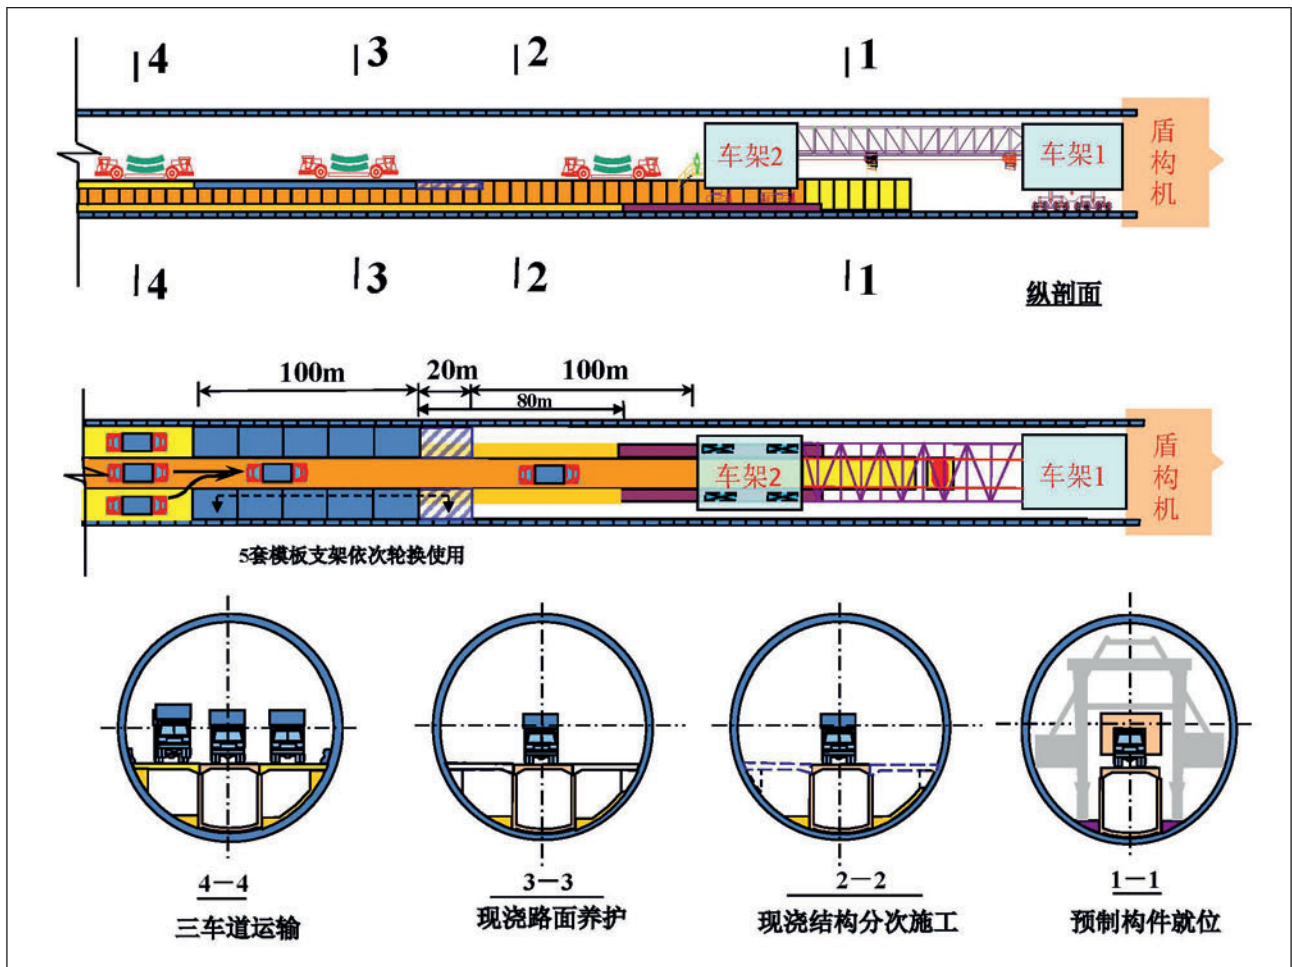 4
3
2
1
车架2
车架1
盾构机
4
3
2
1
纵剖面
100m
20m
100m
80m
车架2
车架1
盾构机
5套模板支架依次轮换使用
4－4
3－3
2－2
1－1
三车道运输
现浇路面养护
现浇结构分次施工
预制构件就位